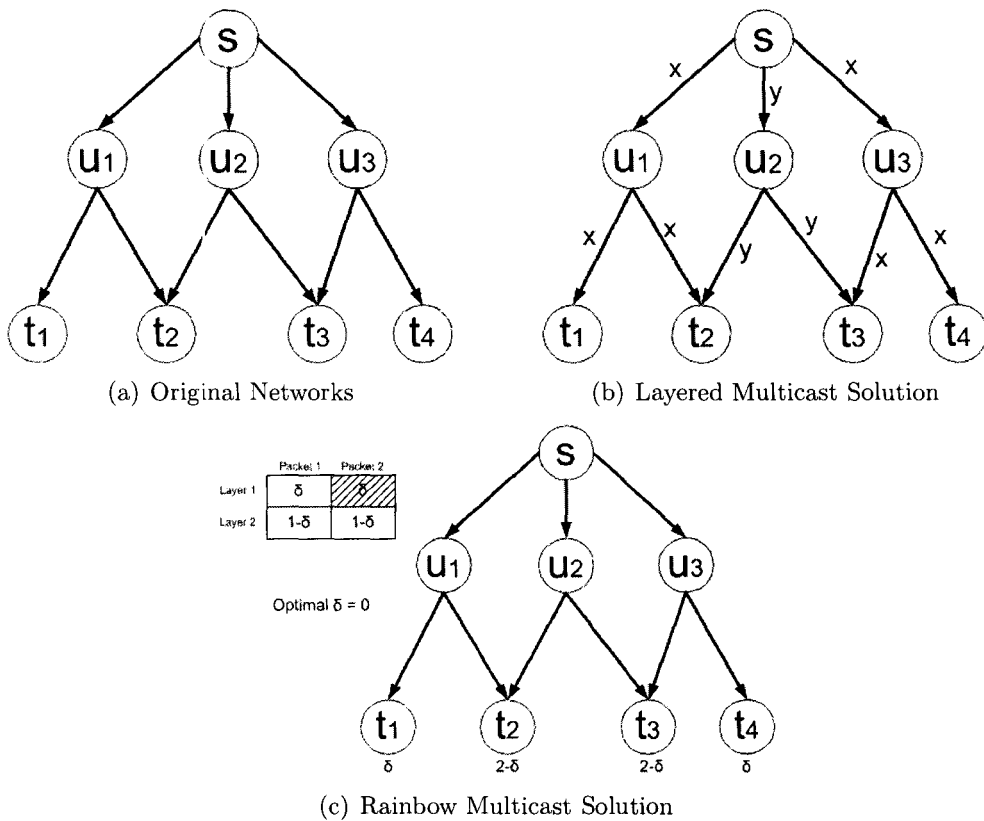 S
S
x
y
x
u1
u2
u3
u1
u2
u3
x
x
y
y
x
x
t1
t2
t3
t4
t1
t2
t3
t4
(a) Original Networks
(b) Layered Multicast Solution
Packet 1 Packet 2
Layer 1 δ δ
Layer 2 1-δ 1-δ
Optimal δ = 0
S
u1
u2
u3
t1
t2
t3
t4
δ
2-δ
2-δ
δ
(c) Rainbow Multicast Solution